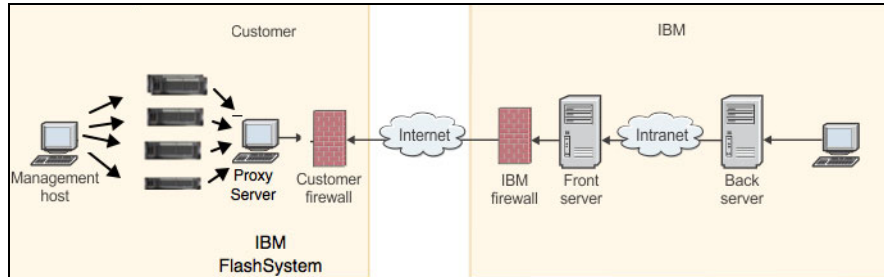 Customer
IBM
Management
host
Proxy
Server
Customer
firewall
Internet
IBM
firewall
Front
server
Intranet
Back
server
IBM
FlashSystem